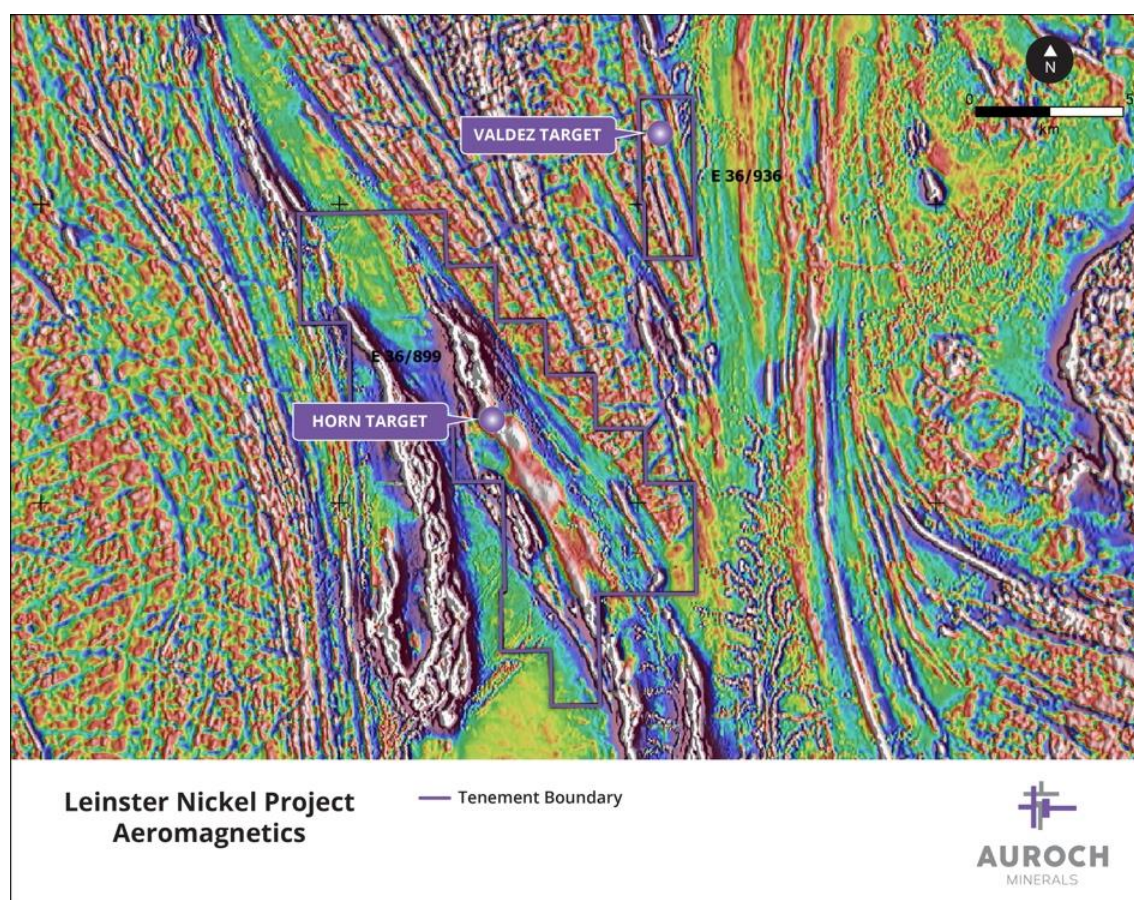 N
0 5
km
VALDEZ TARGET
E 36/936
E 36/899
HORN TARGET
Leinster Nickel Project
Aeromagnetics
Tenement Boundary
AUROCH
MINERALS